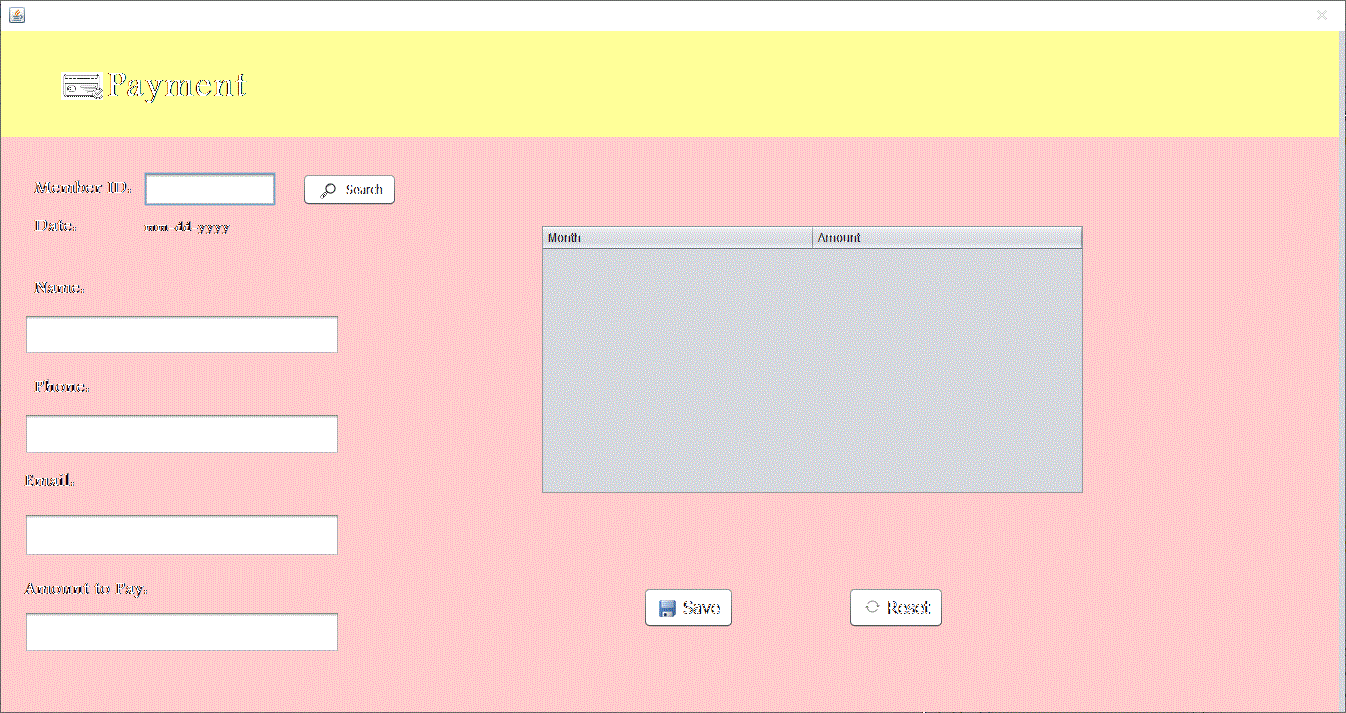 Payment
Member ID: Search
Date: mm-dd-yyyy
Month Amount
Name:
Phone:
Email:
Amount to Pay:
Save Reset